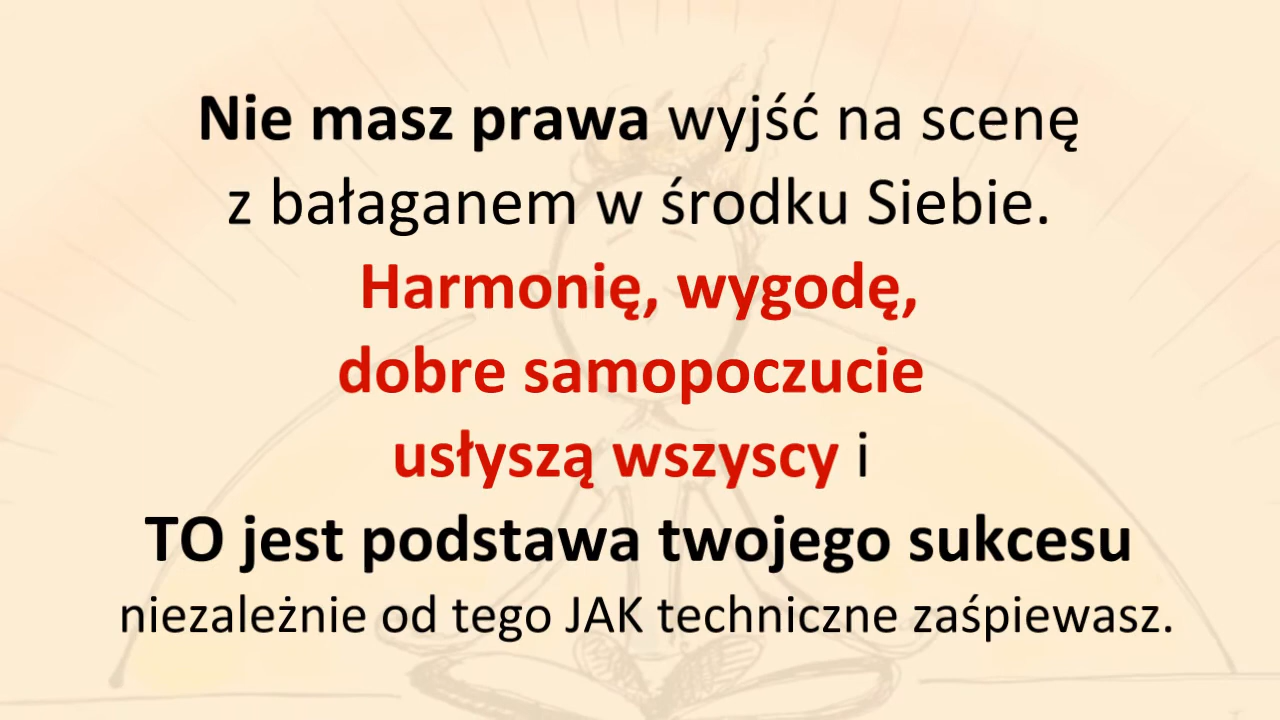 Nie masz prawa wyjść na scenę
z bałaganem w środku Siebie.
Harmonię, wygodę,
dobre samopoczucie
usłyszą wszyscy i
TO jest podstawa twojego sukcesu
niezależnie od tego JAK techniczne zaśpiewasz.